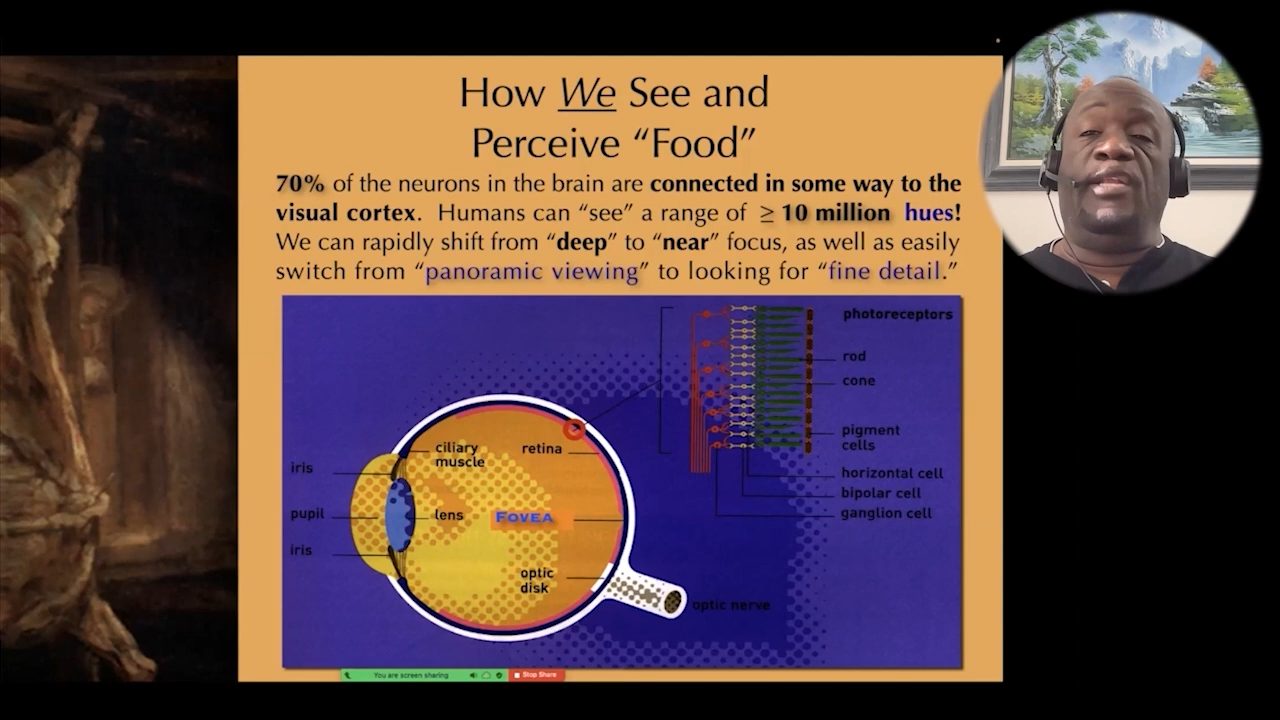 How We See and
Perceive “Food”
70% of the neurons in the brain are connected in some way to the
visual cortex. Humans can “see” a range of ≥ 10 million hues!
We can rapidly shift from “deep” to “near” focus, as well as easily
switch from “panoramic viewing” to looking for “fine detail.”
photoreceptors
rod
cone
pigment
cells
horizontal cell
bipolar cell
ganglion cell
ciliary
muscle
retina
iris
pupil
lens
FOVEA
iris
optic
disk
optic nerve
You are screen sharing
Stop Share